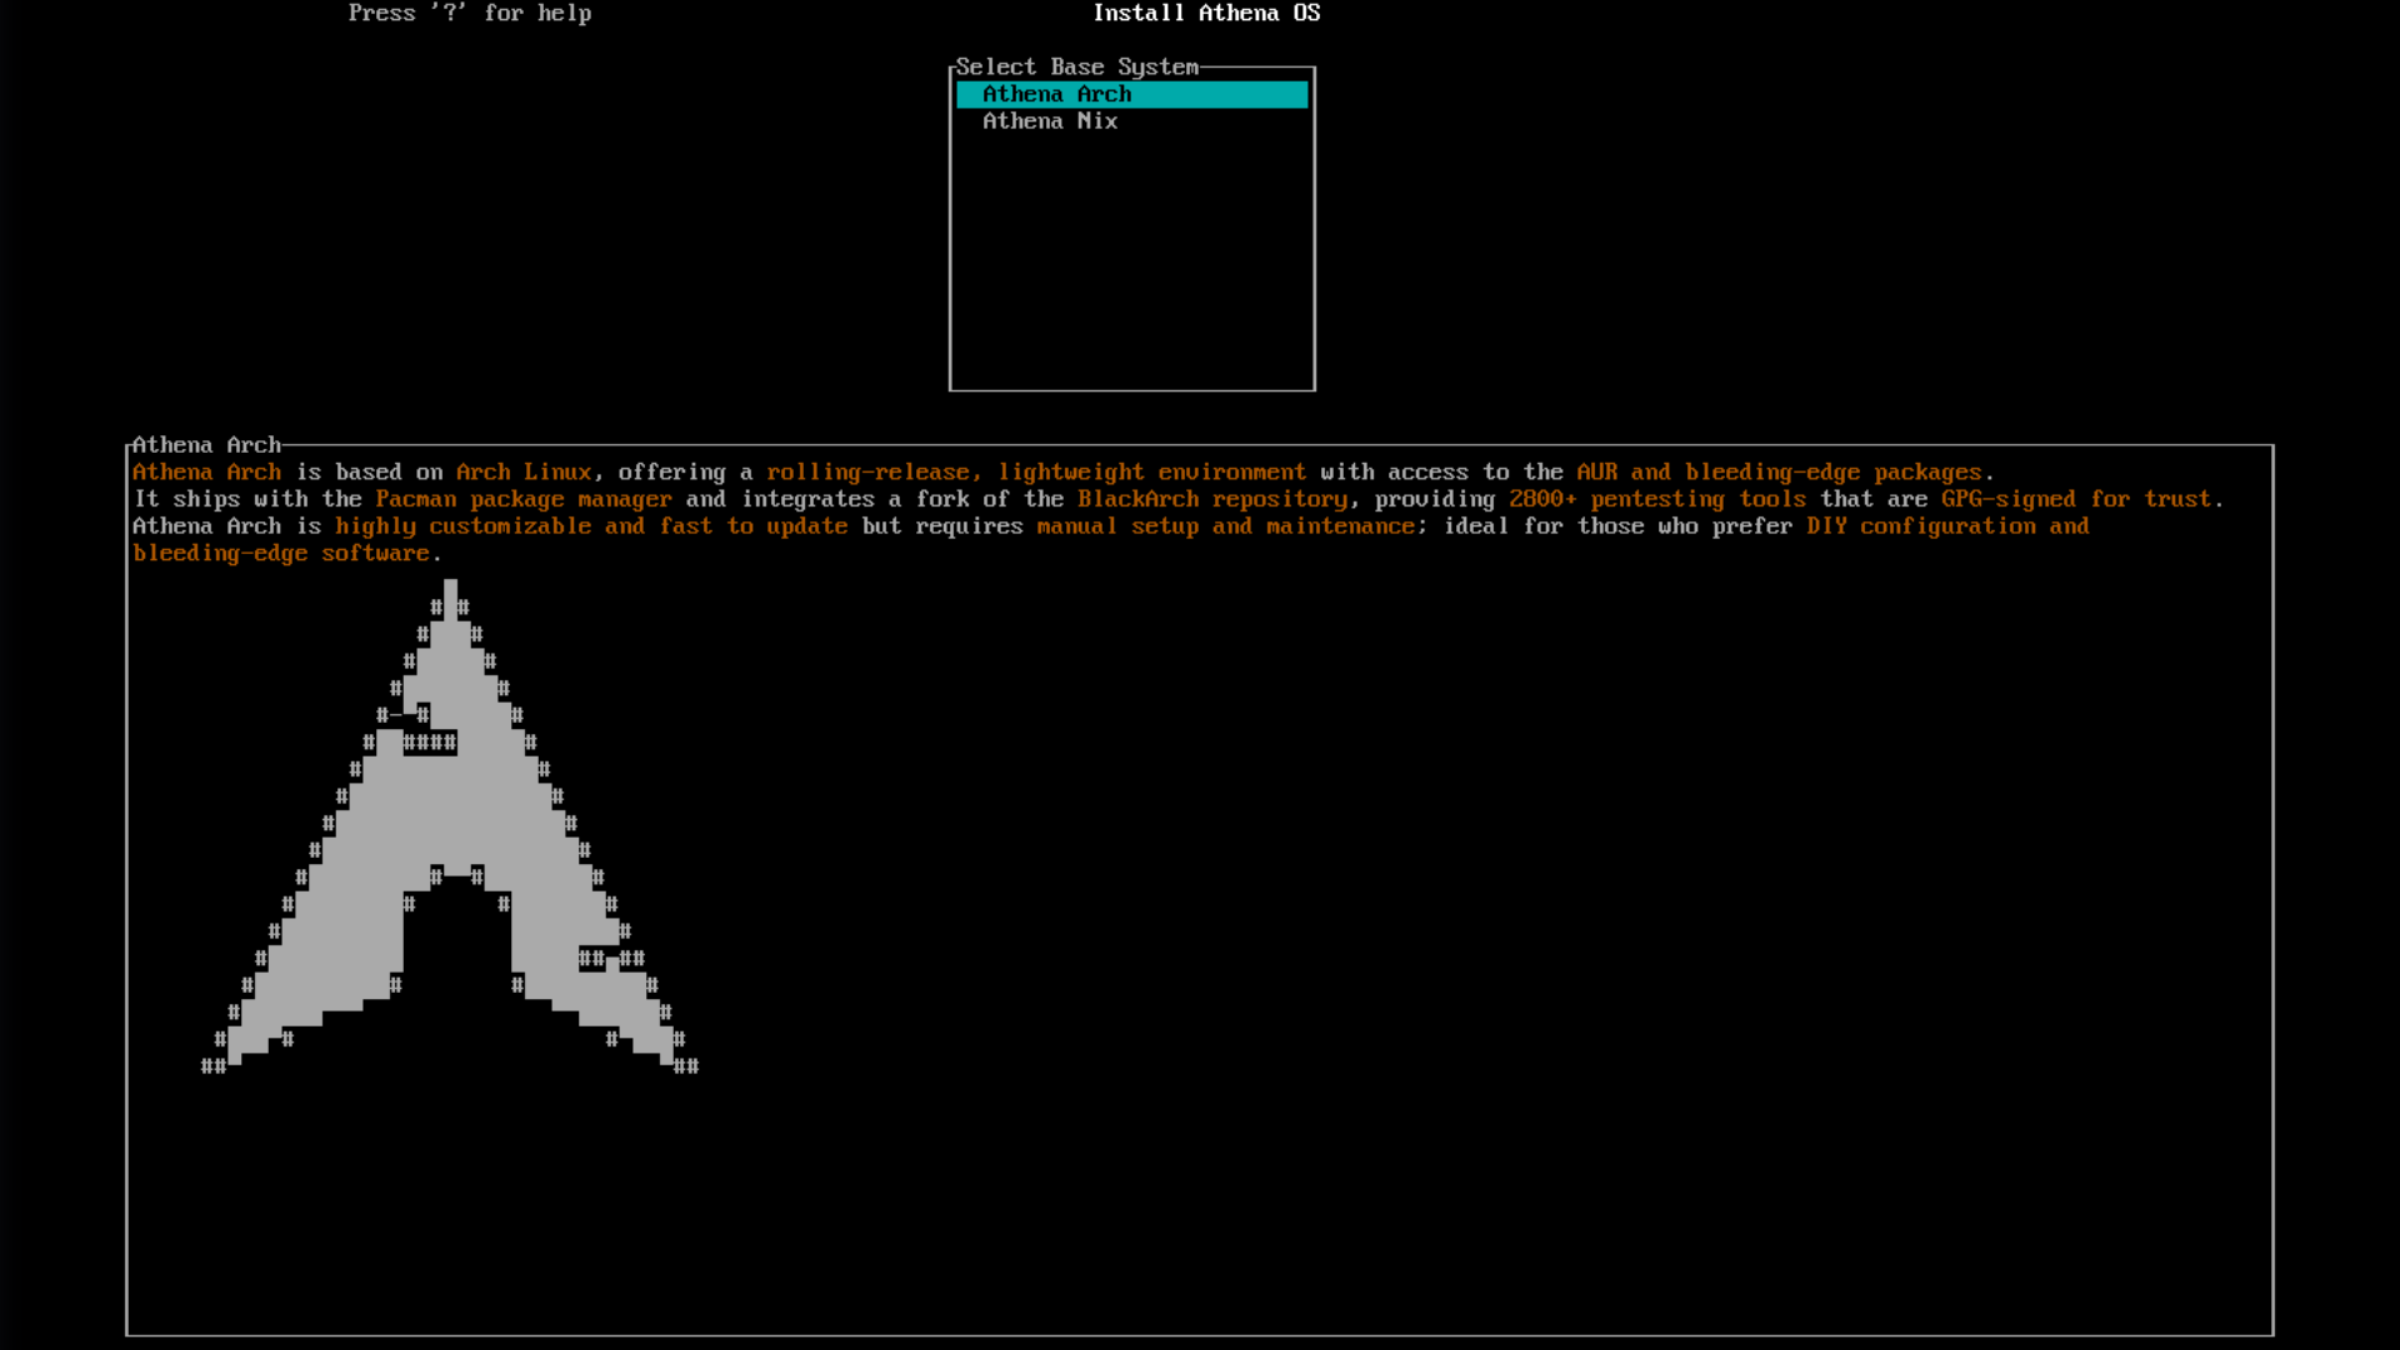 Press '?' for help
Install Athena OS
Select Base System
Athena Arch
Athena Nix
Athena Arch
Athena Arch is based on Arch Linux, offering a rolling-release, lightweight environment with access to the AUR and bleeding-edge packages.
It ships with the Pacman package manager and integrates a fork of the BlackArch repository, providing 2800+ pentesting tools that are GPG-signed for trust.
Athena Arch is highly customizable and fast to update but requires manual setup and maintenance; ideal for those who prefer DIY configuration and
bleeding-edge software.